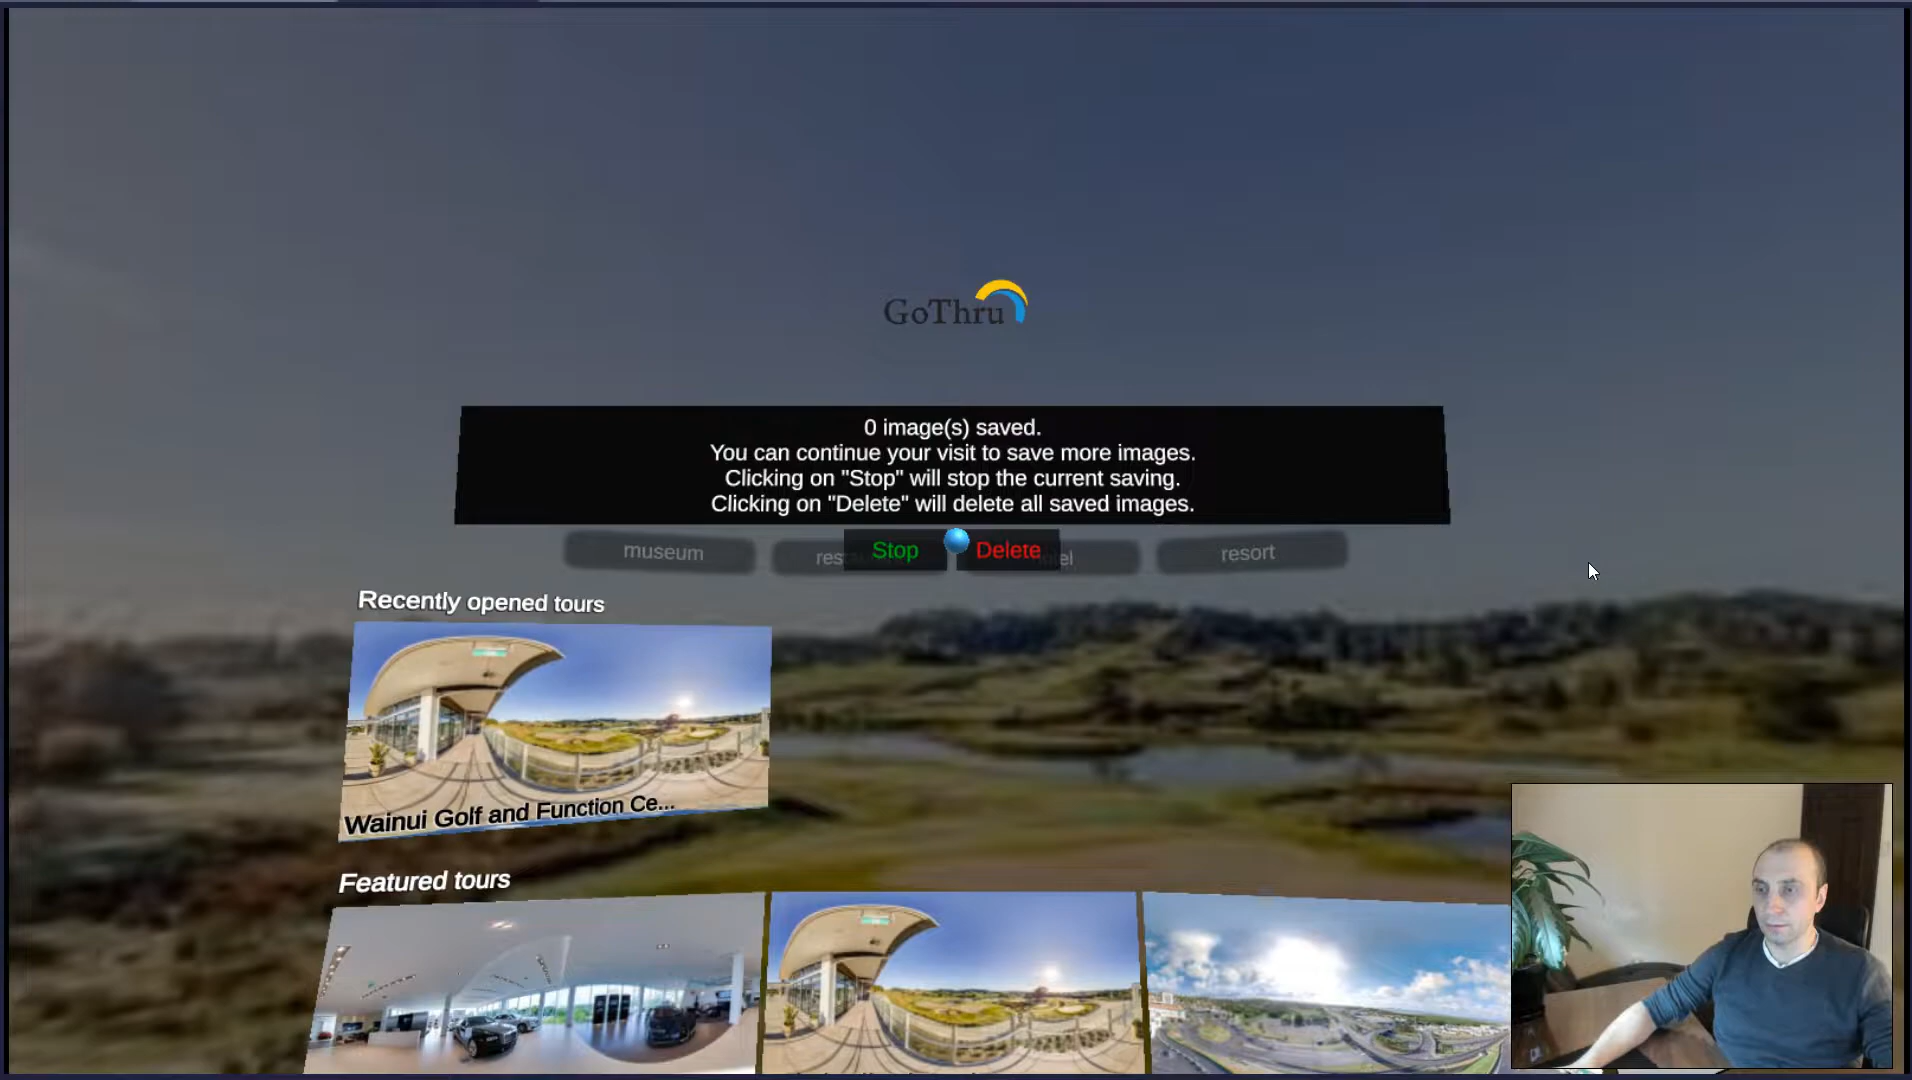 GoThru
0 image(s) saved.
You can continue your visit to save more images.
Clicking on "Stop" will stop the current saving.
Clicking on "Delete" will delete all saved images.
museum
Stop
Delete
resort
Recently opened tours
Wainui Golf and Function Ce...
Featured tours